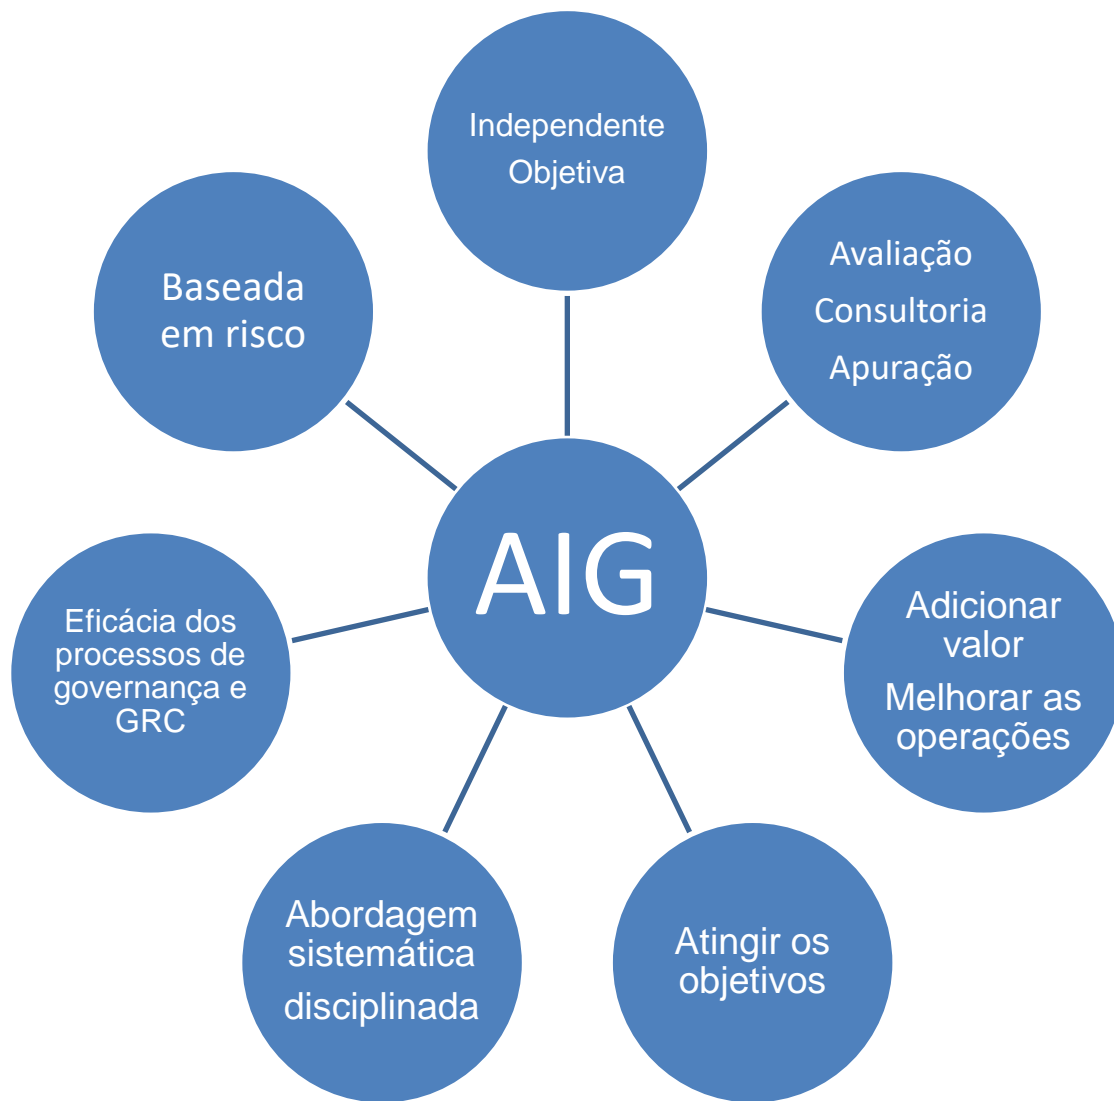 Independente
Objetiva
Avaliação
Consultoria
Apuração
Adicionar
valor
Melhorar as
operações
Atingir os
objetivos
Abordagem
sistemática
disciplinada
Eficácia dos
processos de
governança e
GRC
Baseada
em risco
AIG